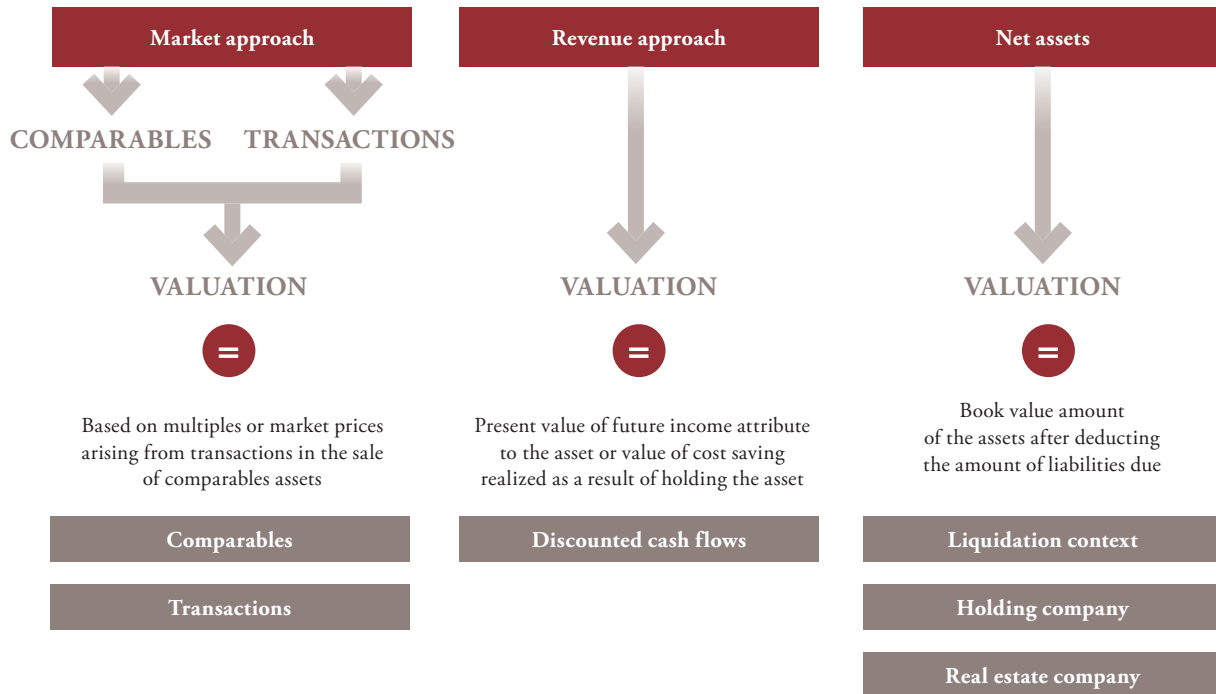 Market approach
COMPARABLES
TRANSACTIONS
VALUATION
=
Based on multiples or market prices
arising from transactions in the sale
of comparables assets
Comparables
Transactions
Revenue approach
VALUATION
=
Present value of future income attribute
to the asset or value of cost saving
realized as a result of holding the asset
Discounted cash flows
Net assets
VALUATION
=
Book value amount
of the assets after deducting
the amount of liabilities due
Liquidation context
Holding company
Real estate company